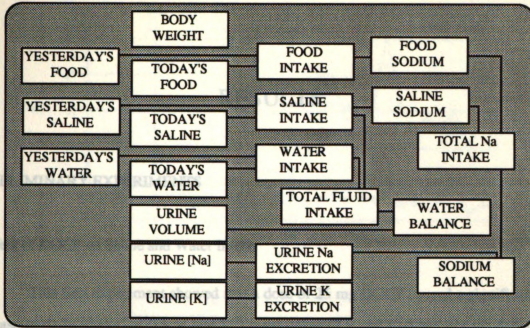 BODY
WEIGHT
YESTERDAY'S
FOOD
TODAY'S
FOOD
FOOD
INTAKE
FOOD
SODIUM
YESTERDAY'S
SALINE
TODAY'S
SALINE
SALINE
INTAKE
SALINE
SODIUM
TOTAL Na
INTAKE
YESTERDAY'S
WATER
TODAY'S
WATER
WATER
INTAKE
TOTAL FLUID
INTAKE
URINE
VOLUME
WATER
BALANCE
URINE [Na]
URINE Na
EXCRETION
SODIUM
BALANCE
URINE [K]
URINE K
EXCRETION